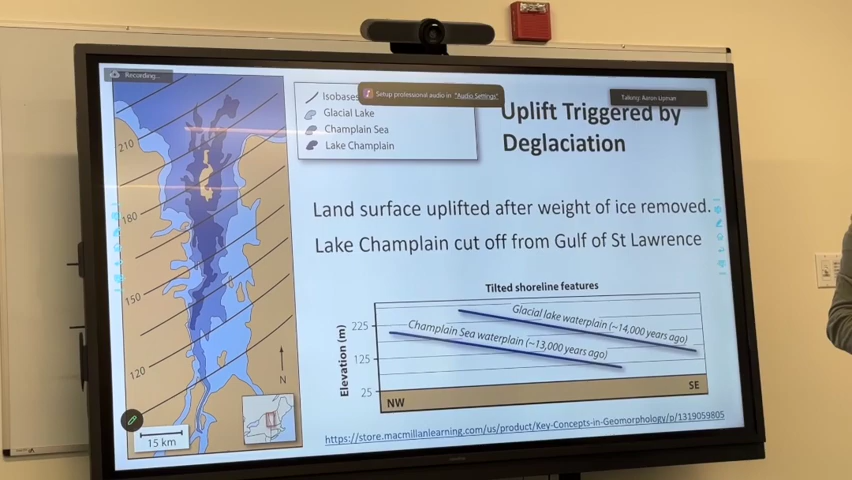 Recording...
Isobases
Glacial Lake
Champlain Sea
Lake Champlain
Setup professional audio in "Audio Settings"
Talking: Aaron Lipman
Uplift Triggered by
Deglaciation
Land surface uplifted after weight of ice removed.
Lake Champlain cut off from Gulf of St Lawrence
210
180
150
120
N
15 km
Tilted shoreline features
Elevation (m)
225
125
25
Glacial lake waterplain (~14,000 years ago)
Champlain Sea waterplain (~13,000 years ago)
NW
SE
https://store.macmillanlearning.com/us/product/Key-Concepts-in-Geomorphology/p/1319059805